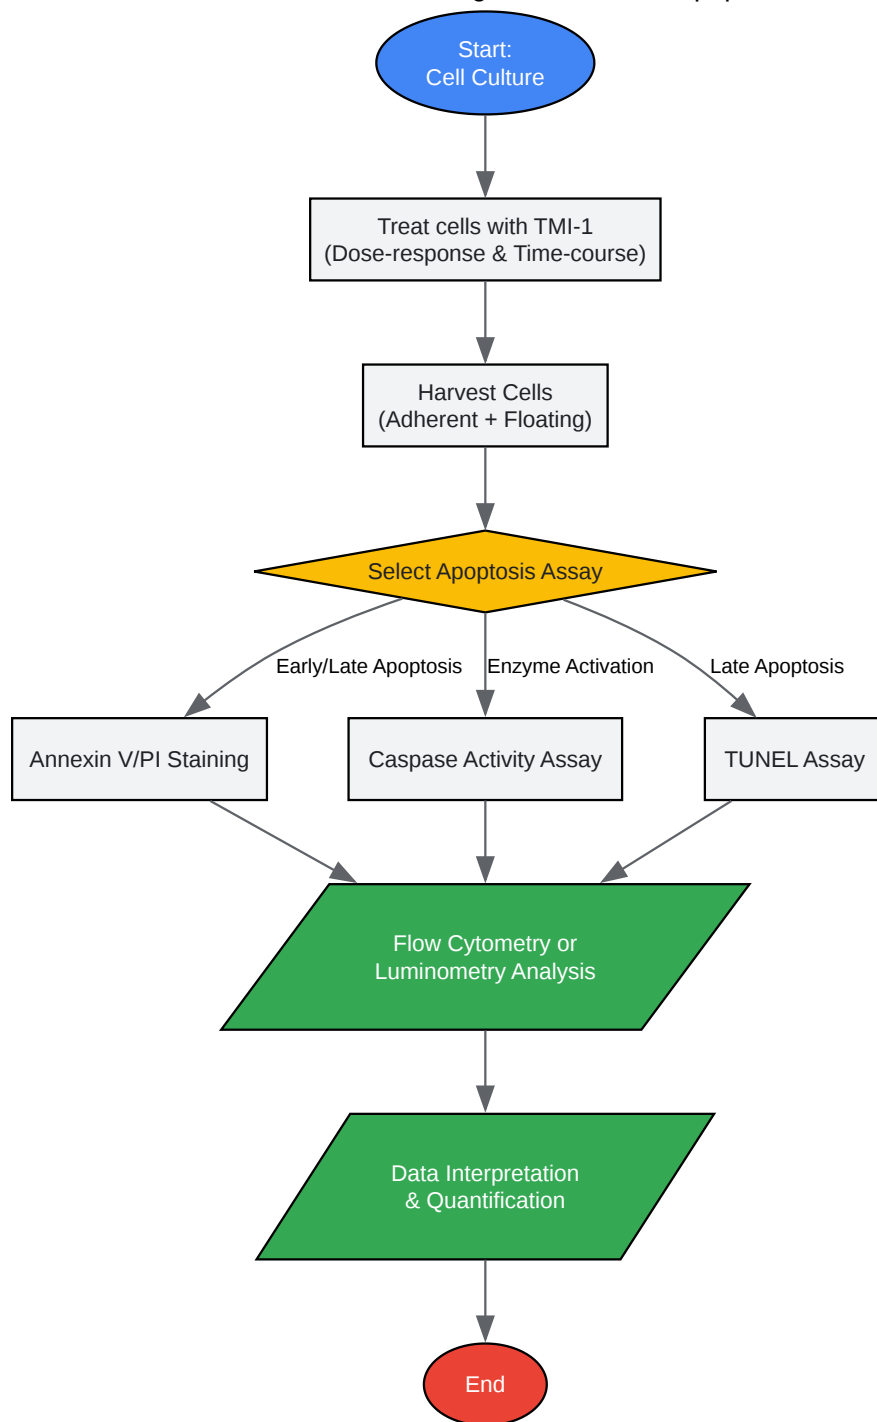 Start:
Cell Culture
Treat cells with TMI-1
(Dose-response & Time-course)
Harvest Cells
(Adherent + Floating)
Select Apoptosis Assay
Early/Late Apoptosis
Enzyme Activation
Late Apoptosis
Annexin V/PI Staining
Caspase Activity Assay
TUNEL Assay
Flow Cytometry or
Luminometry Analysis
Data Interpretation
& Quantification
End